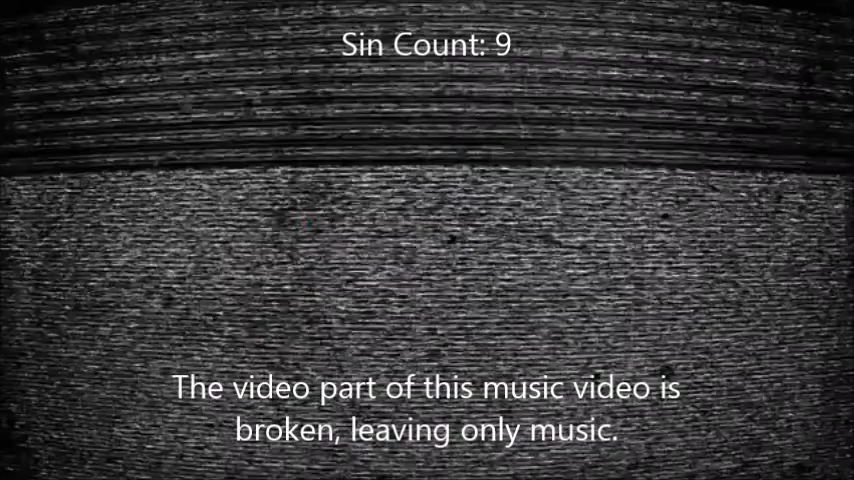 Sin Count: 9
The video part of this music video is
broken, leaving only music.